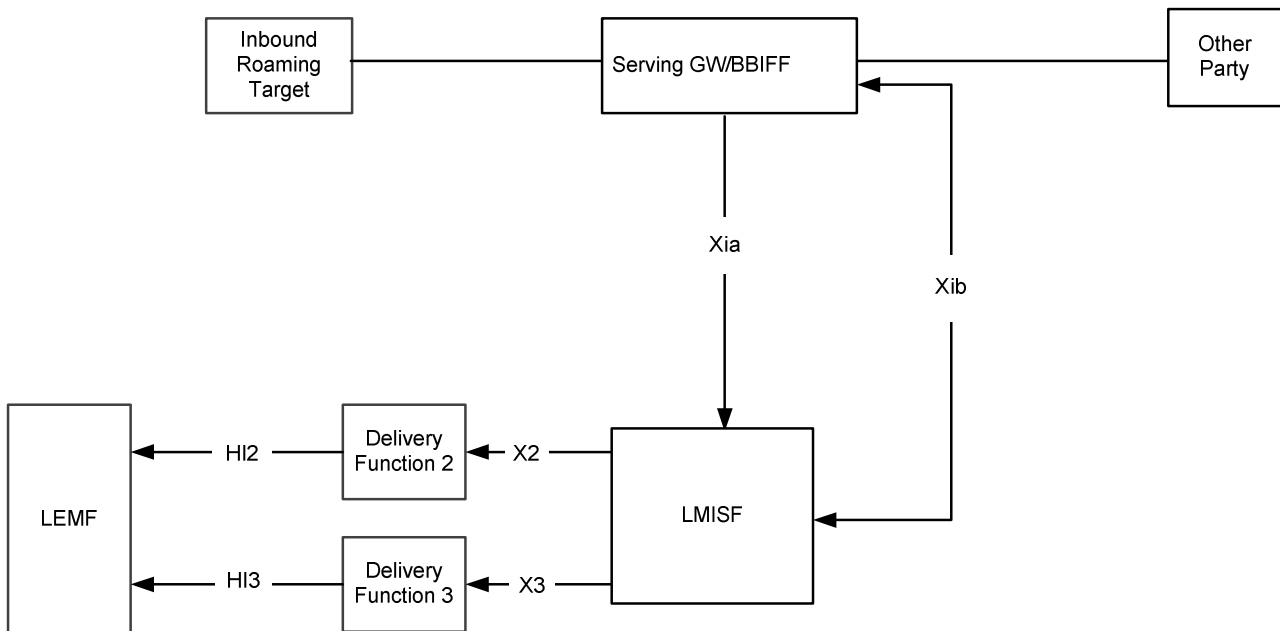 Inbound
Roaming
Target
Serving GW/BBIFF
Other
Party
Xia
Xib
LEMF
HI2
Delivery
Function 2
X2
LMISF
HI3
Delivery
Function 3
X3